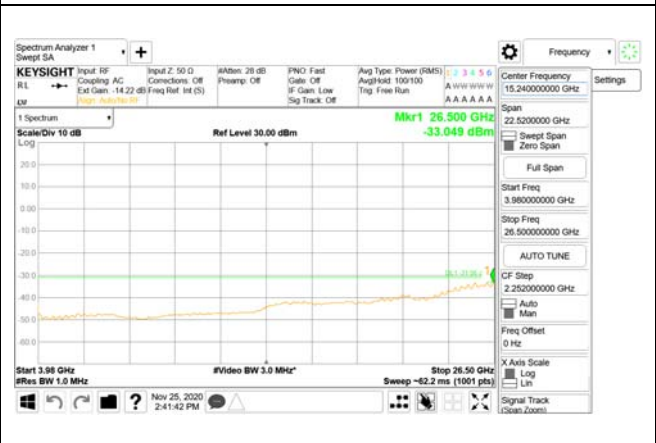 Spectrum Analyzer 1
Swept SA
+
Frequency
KEYSIGHT
RL
LM
Input: RF
Coupling: AC
Ext Gain: -14.22 dB
Align: Auto/No RF
Input Z: 50 Ω
Corrections: Off
Freq Ref: Int (S)
#Atten: 28 dB
Preamp: Off
PNO: Fast
Gate: Off
IF Gain: Low
Sig Track: Off
Avg Type: Power (RMS)
Avg|Hold: 100/100
Trig: Free Run
1 2 3 4 5 6
A W W W W W
A A A A A A
1 Spectrum
Scale/Div 10 dB
Ref Level 30.00 dBm
Mkr1 26.500 GHz
-33.049 dBm
Log
20.0
10.0
0.00
-10.0
-20.0
-30.0
-40.0
-50.0
-60.0
1
Start 3.98 GHz
#Res BW 1.0 MHz
#Video BW 3.0 MHz*
Stop 26.50 GHz
Sweep ~62.2 ms (1001 pts)
Nov 25, 2020
2:41:42 PM
?
Center Frequency
15.240000000 GHz
Settings
Span
22.5200000 GHz
Swept Span
Zero Span
Full Span
Start Freq
3.980000000 GHz
Stop Freq
26.500000000 GHz
AUTO TUNE
CF Step
2.252000000 GHz
Auto
Man
Freq Offset
0 Hz
X Axis Scale
Log
Lin
Signal Track
(Span Zoom)